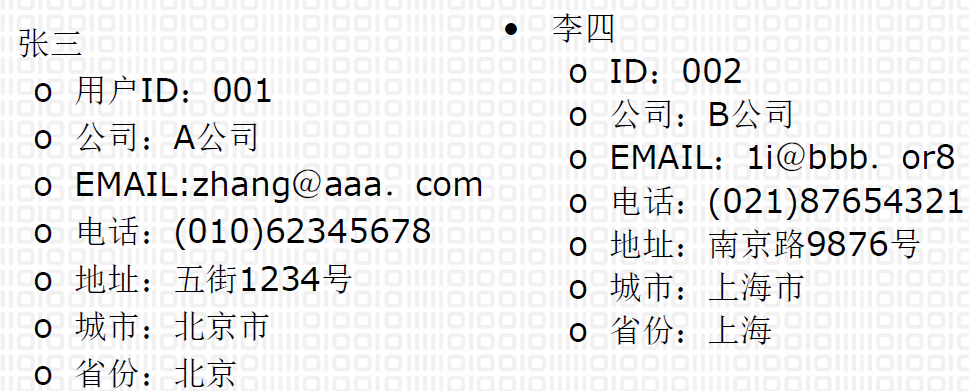 张三
o 用户ID：001
o 公司：A公司
o EMAIL:zhang@aaa．com
o 电话：(010)62345678
o 地址：五街1234号
o 城市：北京市
o 省份：北京
• 李四
o ID：002
o 公司：B公司
o EMAIL：1i@bbb．or8
o 电话：(021)87654321
o 地址：南京路9876号
o 城市：上海市
o 省份：上海